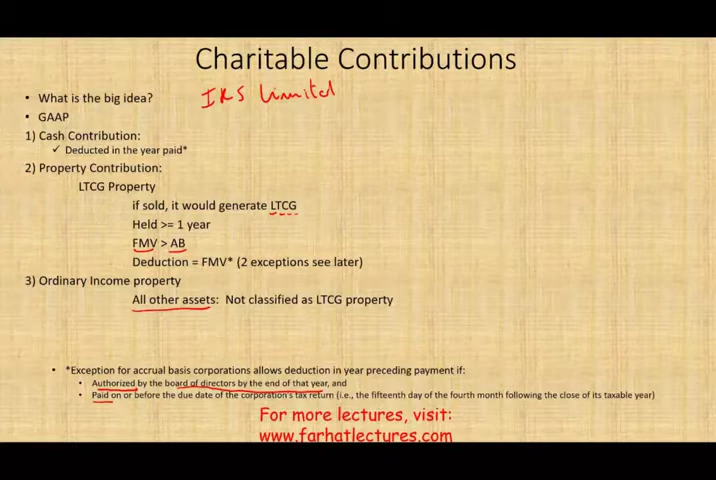 Charitable Contributions
• What is the big idea? IRS Limited
• GAAP
1) Cash Contribution:
✓ Deducted in the year paid*
2) Property Contribution:
LTCG Property
if sold, it would generate LTCG
Held >= 1 year
FMV > AB
Deduction = FMV* (2 exceptions see later)
3) Ordinary Income property
All other assets: Not classified as LTCG property
• *Exception for accrual basis corporations allows deduction in year preceding payment if:
• Authorized by the board of directors by the end of that year, and
• Paid on or before the due date of the corporation's tax return (i.e., the fifteenth day of the fourth month following the close of its taxable year)
For more lectures, visit:
www.farhatlectures.com